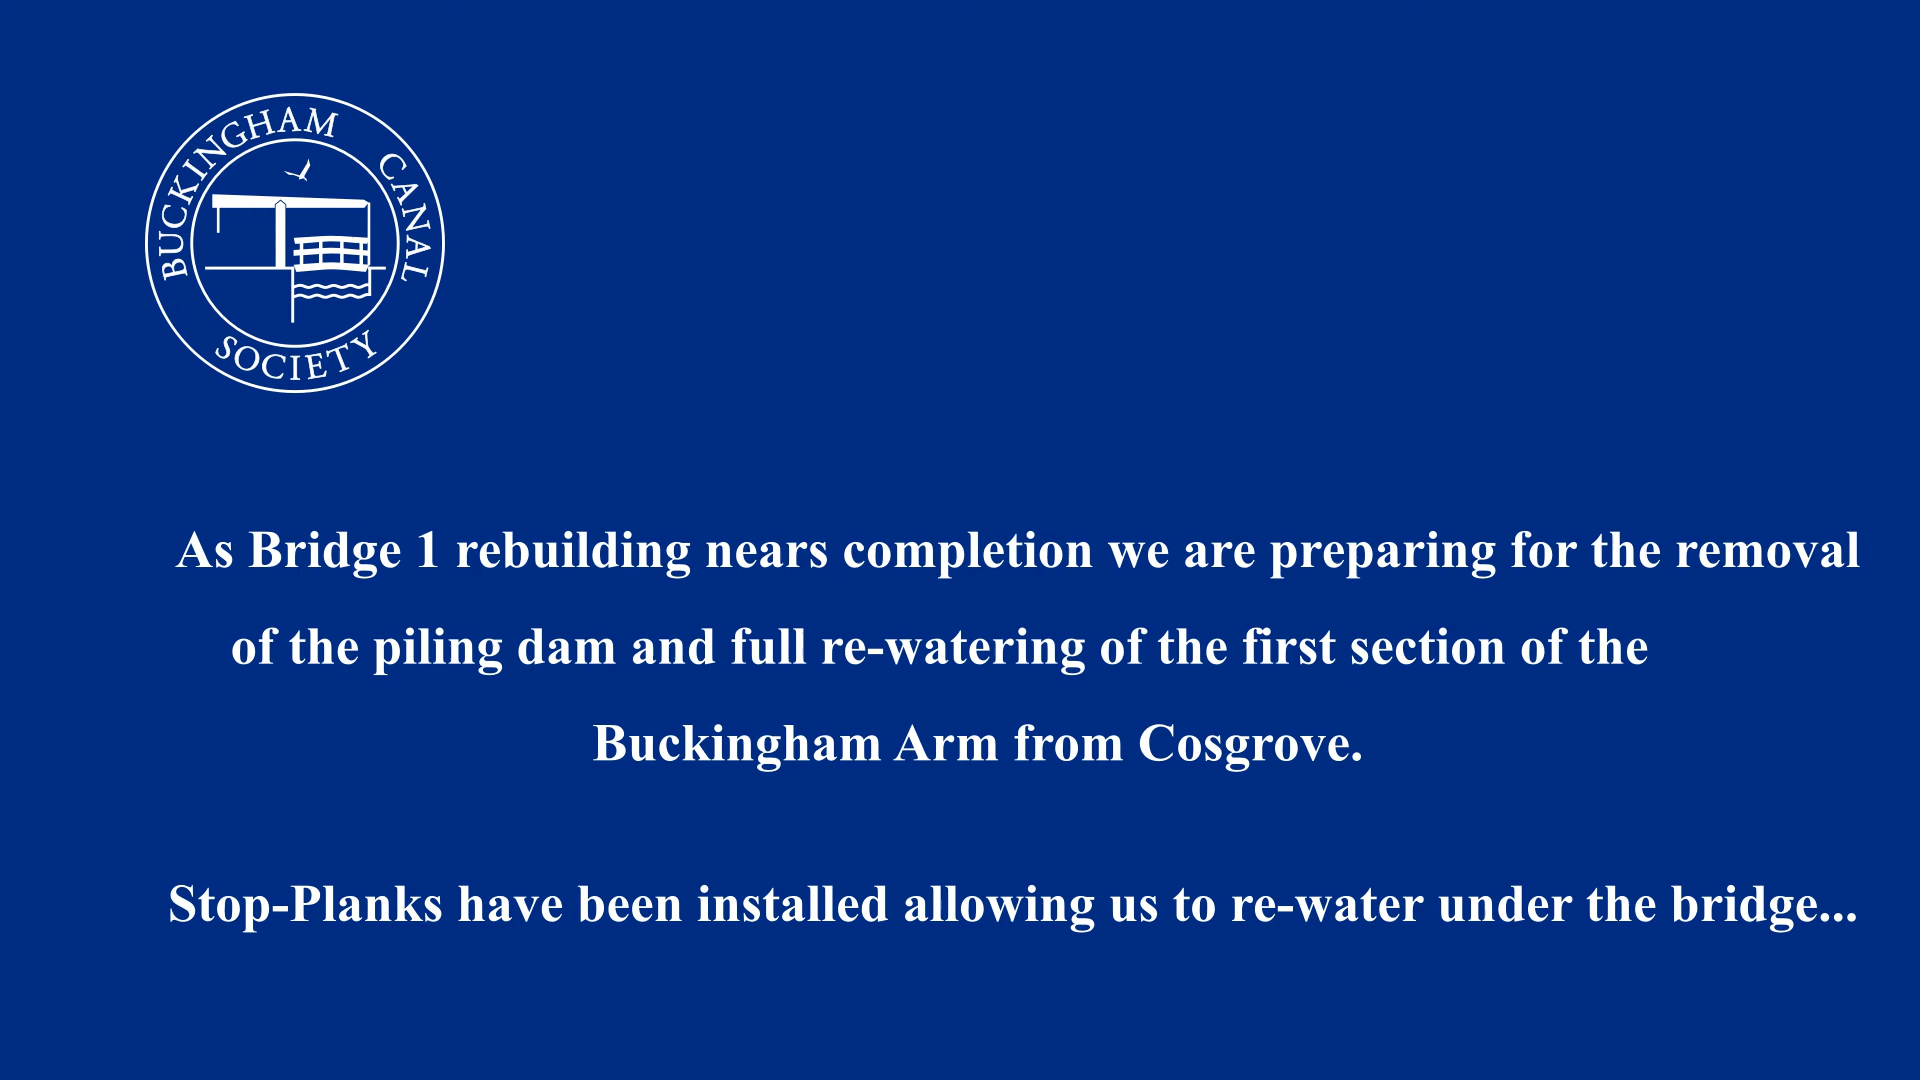 BUCKINGHAM CANAL
SOCIETY
As Bridge 1 rebuilding nears completion we are preparing for the removal
of the piling dam and full re-watering of the first section of the
Buckingham Arm from Cosgrove.
Stop-Planks have been installed allowing us to re-water under the bridge...